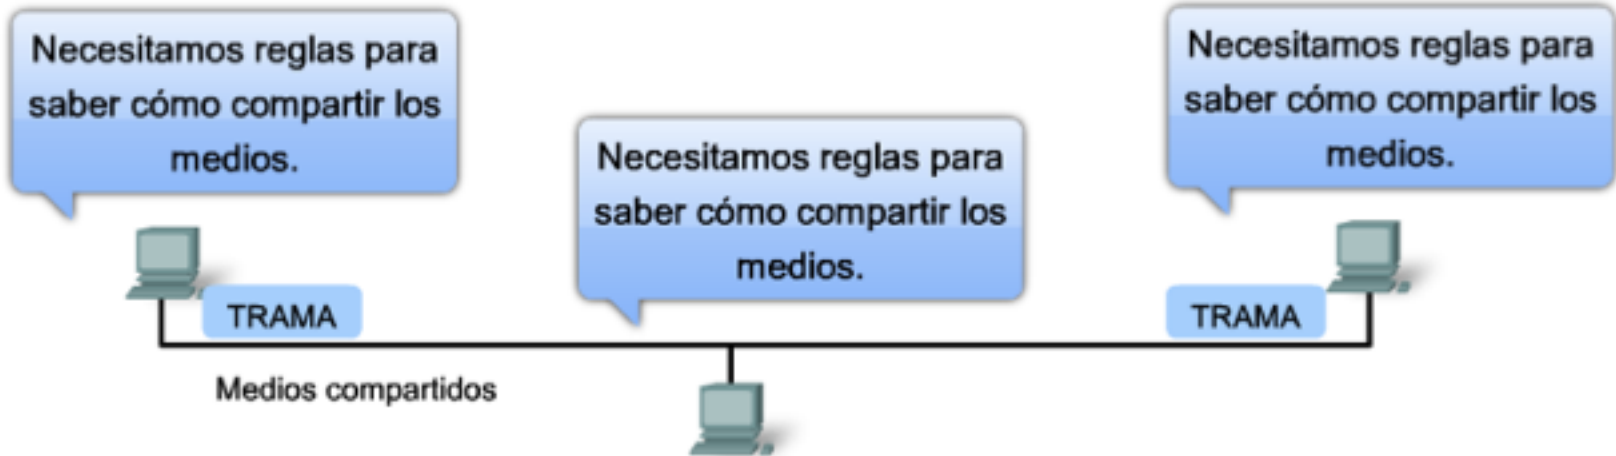 Necesitamos reglas para
saber cómo compartir los
medios.
Necesitamos reglas para
saber cómo compartir los
medios.
Necesitamos reglas para
saber cómo compartir los
medios.
TRAMA
TRAMA
Medios compartidos